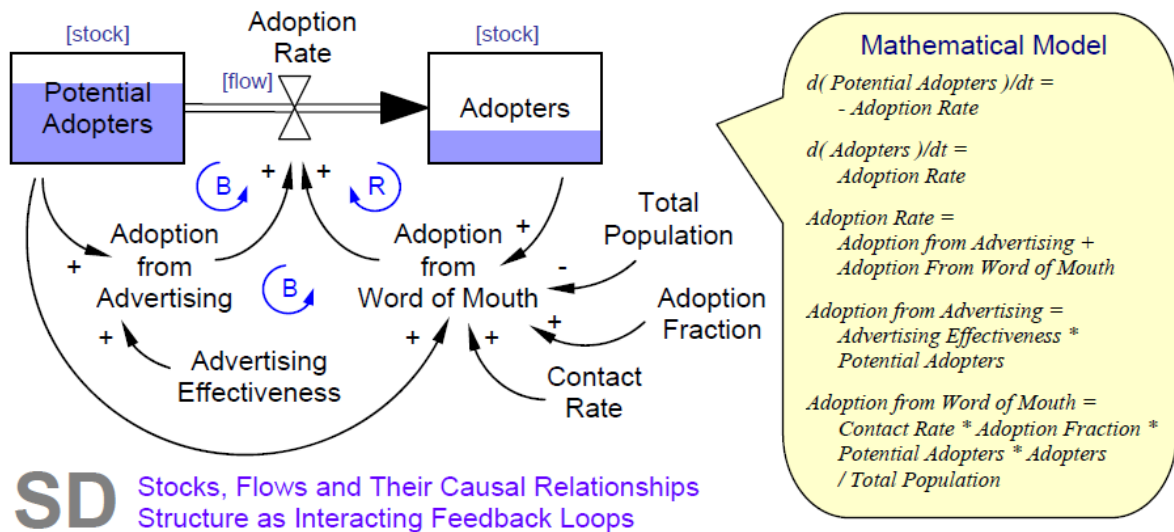 [stock]
Adoption
Rate
[stock]
[flow]
Potential
Adopters
Adopters
B
+
+
R
Total
Population
+
Adoption
from
Advertising
+
Adoption
from
Word of Mouth
-
B
Adoption
Fraction
+
+
+
+
Advertising
Effectiveness
Contact
Rate
SD
Stocks, Flows and Their Causal Relationships
Structure as Interacting Feedback Loops
Mathematical Model
d( Potential Adopters )/dt =
- Adoption Rate
d( Adopters )/dt =
Adoption Rate
Adoption Rate =
Adoption from Advertising +
Adoption From Word of Mouth
Adoption from Advertising =
Advertising Effectiveness *
Potential Adopters
Adoption from Word of Mouth =
Contact Rate * Adoption Fraction *
Potential Adopters * Adopters
/ Total Population